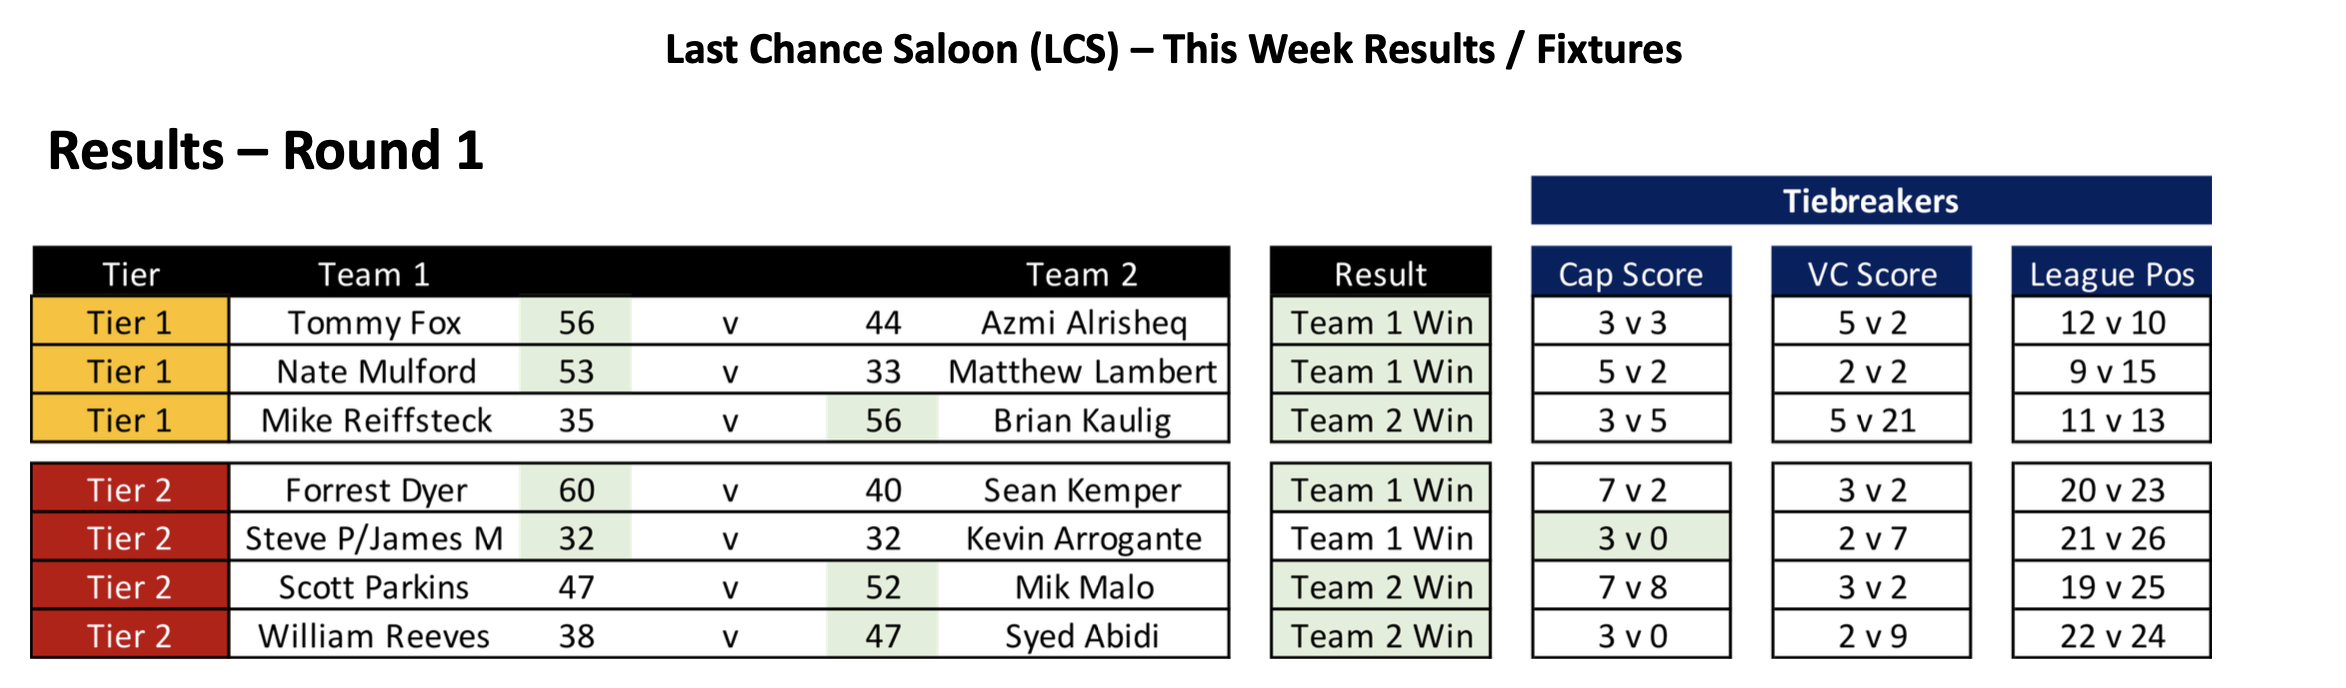 Last Chance Saloon (LCS) – This Week Results / Fixtures
Results – Round 1
Tiebreakers
Tier Team 1 Team 2 Result Cap Score VC Score League Pos
Tier 1 Tommy Fox 56 v 44 Azmi Alrisheq Team 1 Win 3 v 3 5 v 2 12 v 10
Tier 1 Nate Mulford 53 v 33 Matthew Lambert Team 1 Win 5 v 2 2 v 2 9 v 15
Tier 1 Mike Reiffsteck 35 v 56 Brian Kaulig Team 2 Win 3 v 5 5 v 21 11 v 13
Tier 2 Forrest Dyer 60 v 40 Sean Kemper Team 1 Win 7 v 2 3 v 2 20 v 23
Tier 2 Steve P/James M 32 v 32 Kevin Arrogante Team 1 Win 3 v 0 2 v 7 21 v 26
Tier 2 Scott Parkins 47 v 52 Mik Malo Team 2 Win 7 v 8 3 v 2 19 v 25
Tier 2 William Reeves 38 v 47 Syed Abidi Team 2 Win 3 v 0 2 v 9 22 v 24